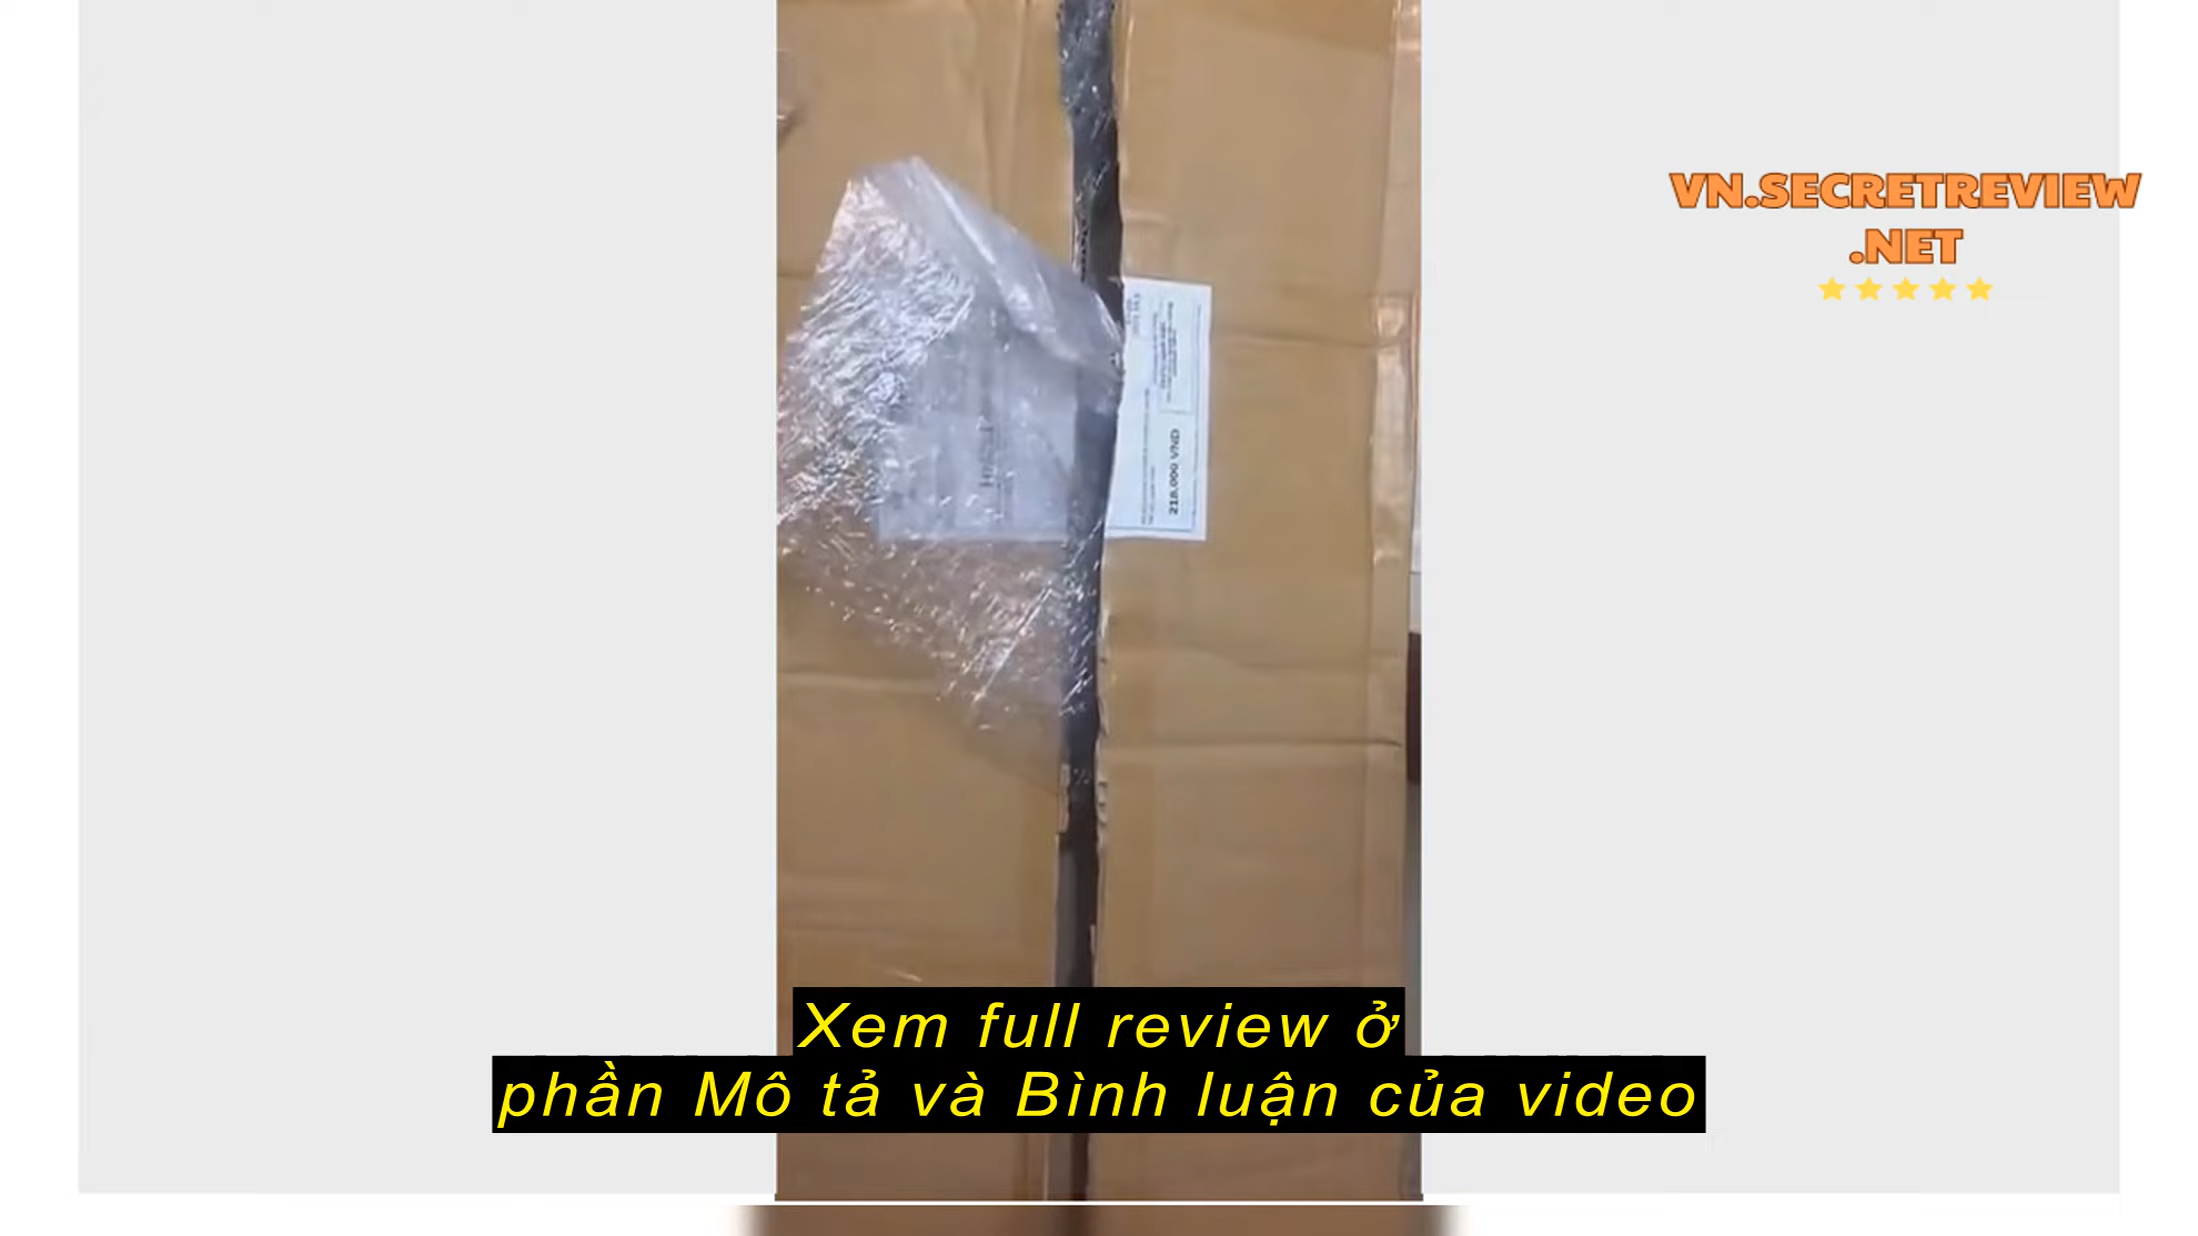 VN.SECRETREVIEW
.NET
218.000 VND
Xem full review ở
phần Mô tả và Bình luận của video